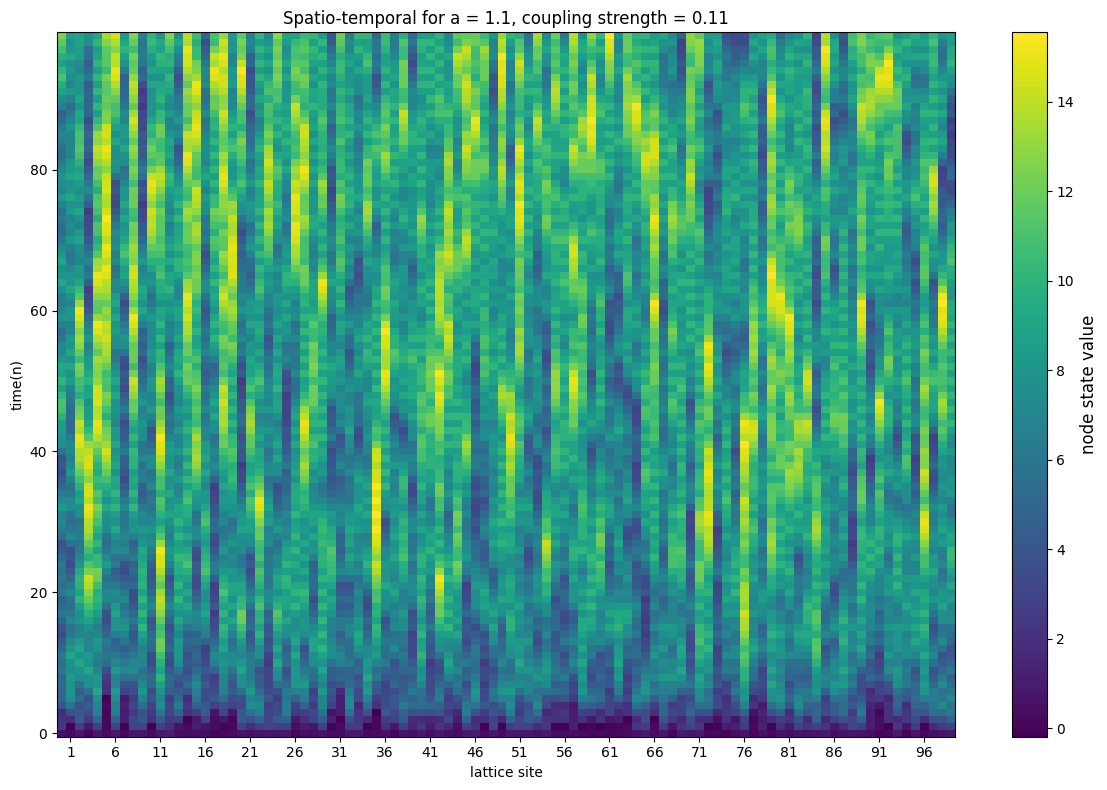 Spatio-temporal for a = 1.1, coupling strength = 0.11
80
60
40
20
0
time(n)
1 6 11 16 21 26 31 36 41 46 51 56 61 66 71 76 81 86 91 96
lattice site
14
12
10
8
6
4
2
0
node state value